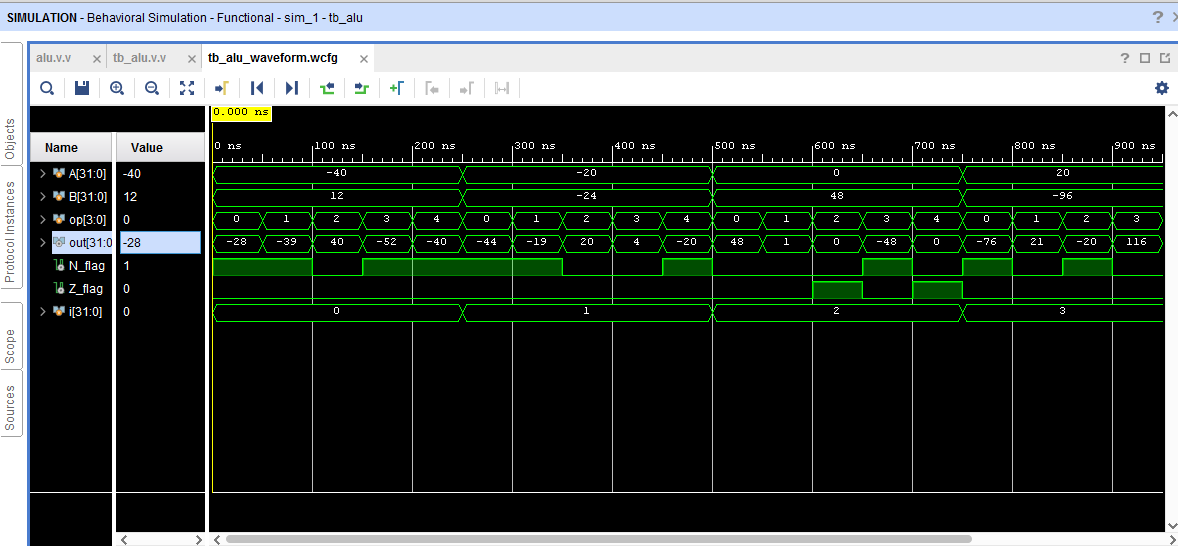 SIMULATION - Behavioral Simulation - Functional - sim_1 - tb_alu
?
alu.v.v × tb_alu.v.v × tb_alu_waveform.wcfg ×
?
Objects
Protocol Instances
Scope
Sources
0.000 ns
Name Value
0 ns 100 ns 200 ns 300 ns 400 ns 500 ns 600 ns 700 ns 800 ns 900 ns
A[31:0] -40 -40 -20 0 20
B[31:0] 12 12 -24 48 -96
op[3:0] 0 0 1 2 3 4 0 1 2 3 4 0 1 2 3 4 0 1 2 3
out[31:0 -28 -28 -39 40 -52 -40 -44 -19 20 4 -20 48 1 0 -48 0 -76 21 -20 116
N_flag 1
Z_flag 0
i[31:0] 0 0 1 2 3